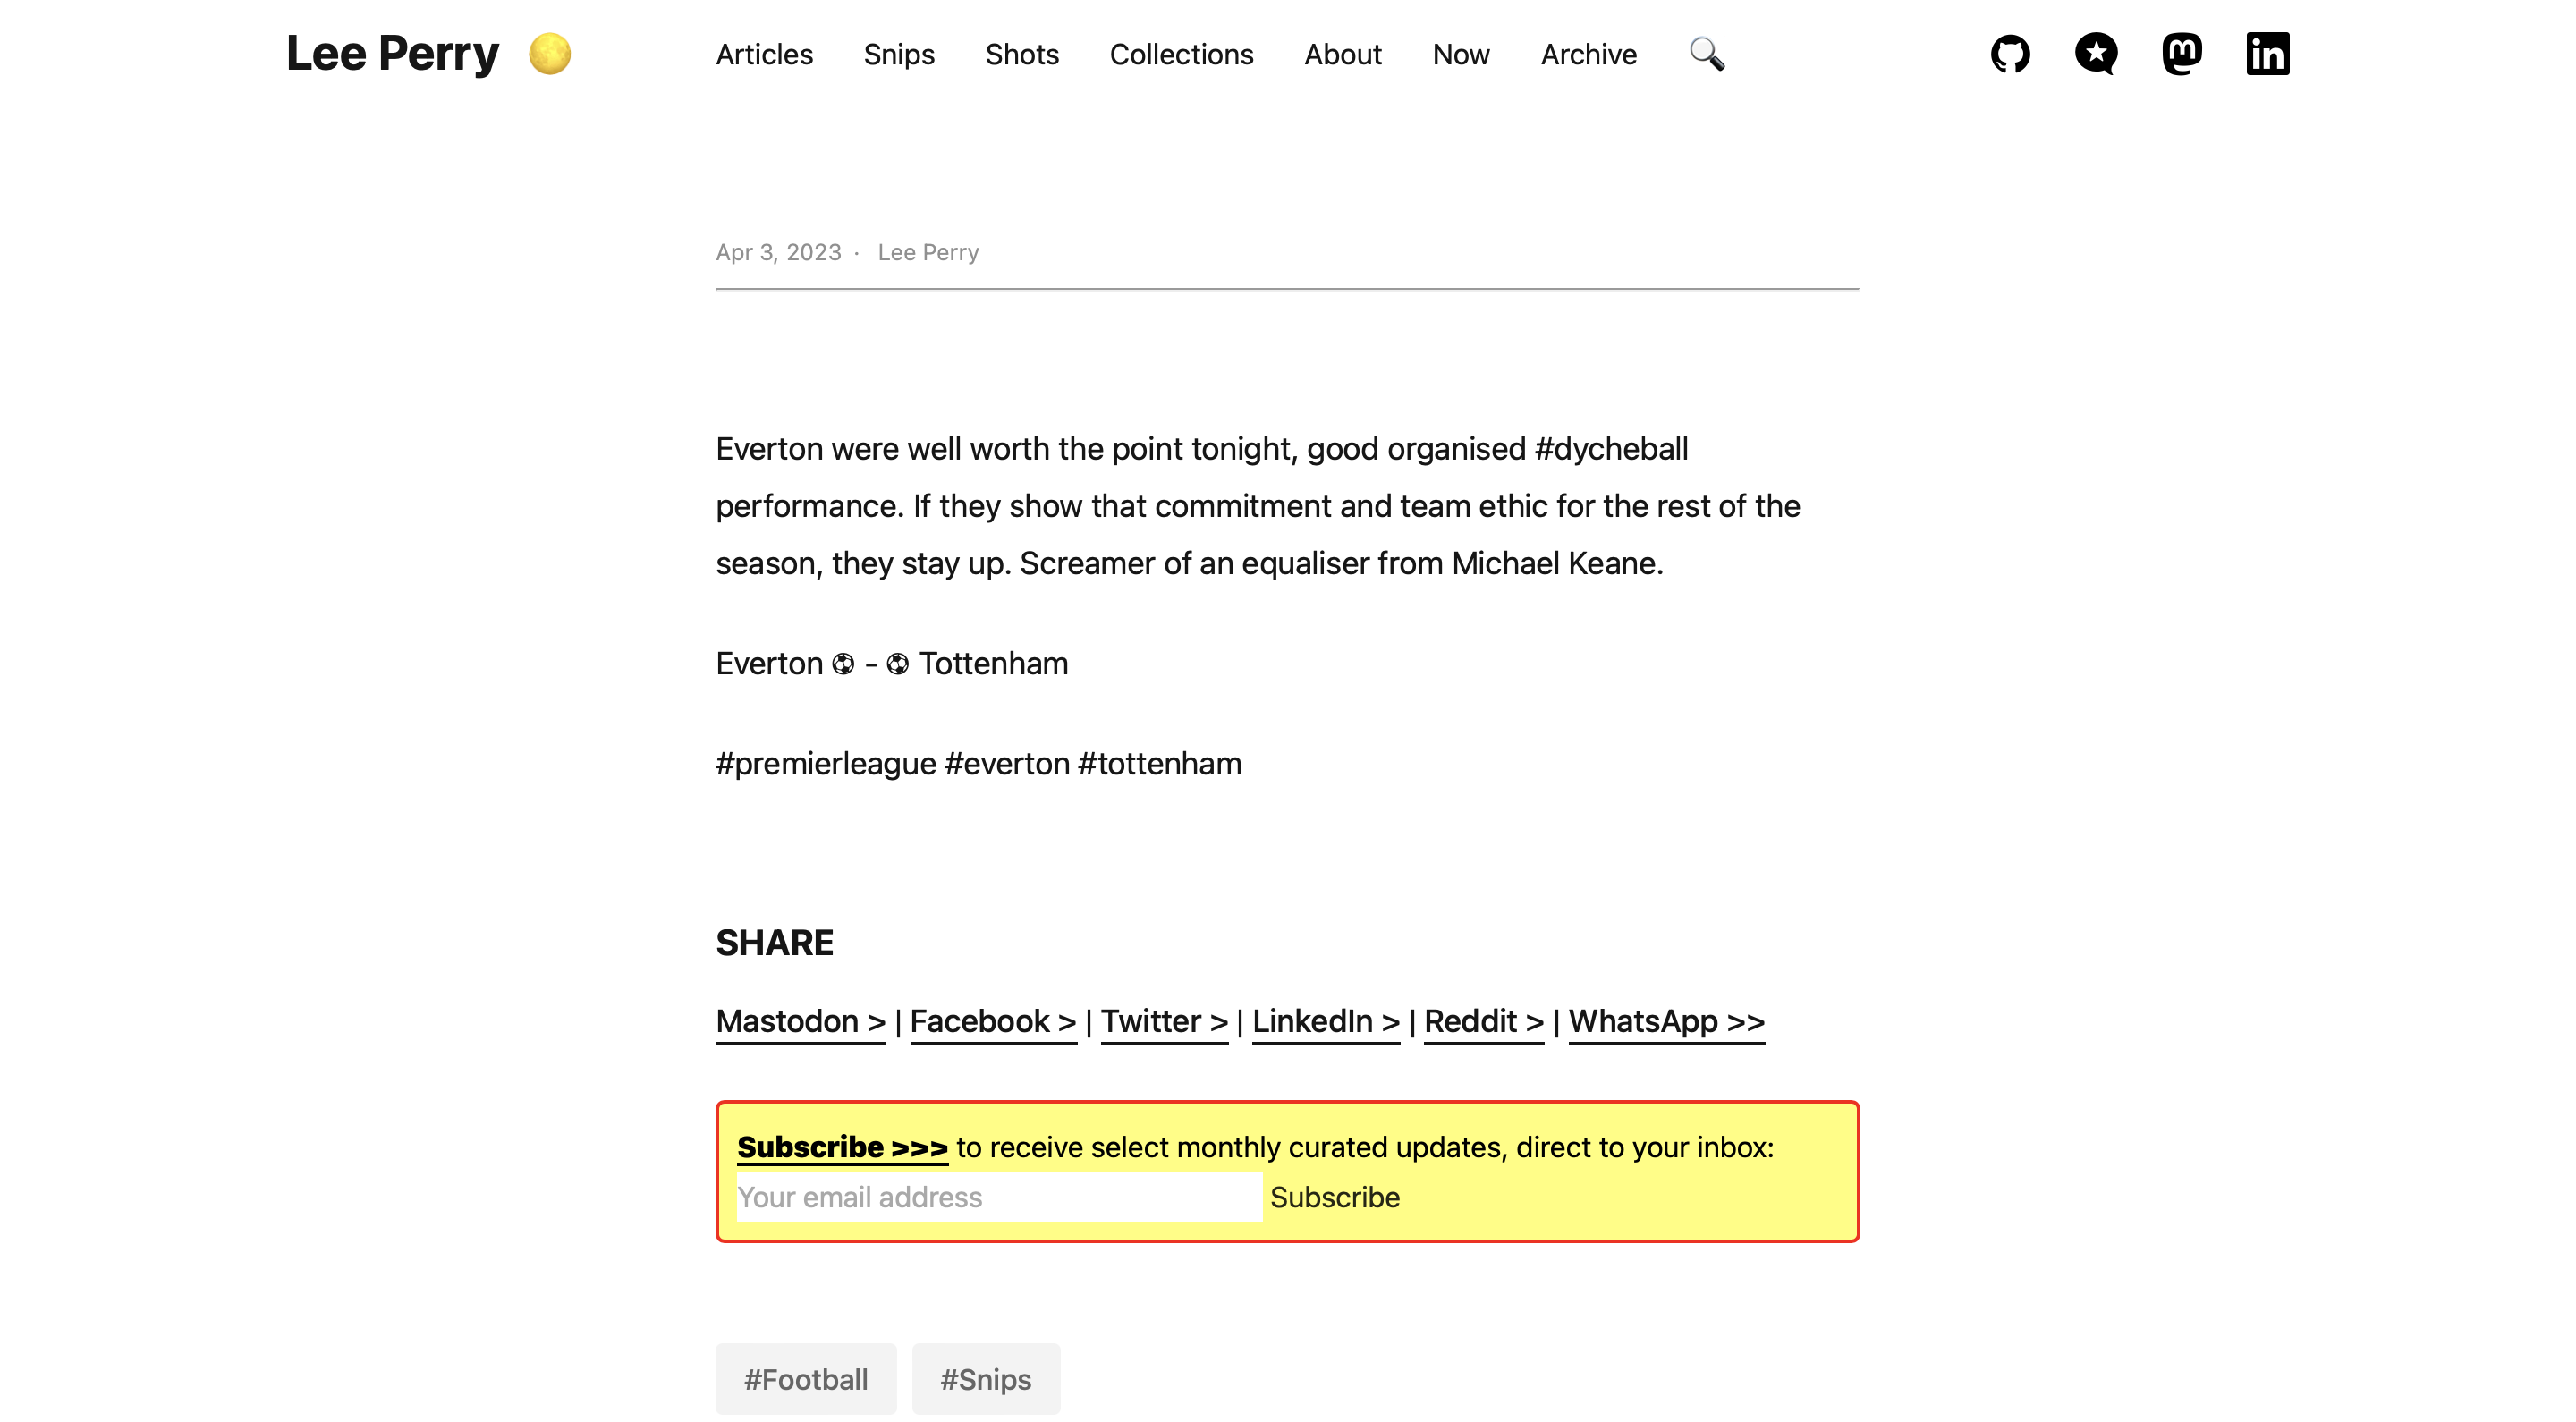 Lee Perry 🌕 Articles Snips Shots Collections About Now Archive 🔍
Apr 3, 2023 · Lee Perry
Everton were well worth the point tonight, good organised #dycheball
performance. If they show that commitment and team ethic for the rest of the
season, they stay up. Screamer of an equaliser from Michael Keane.
Everton ⚽ - ⚽ Tottenham
#premierleague #everton #tottenham
SHARE
Mastodon > | Facebook > | Twitter > | LinkedIn > | Reddit > | WhatsApp >>
Subscribe >>> to receive select monthly curated updates, direct to your inbox:
Your email address Subscribe
#Football #Snips